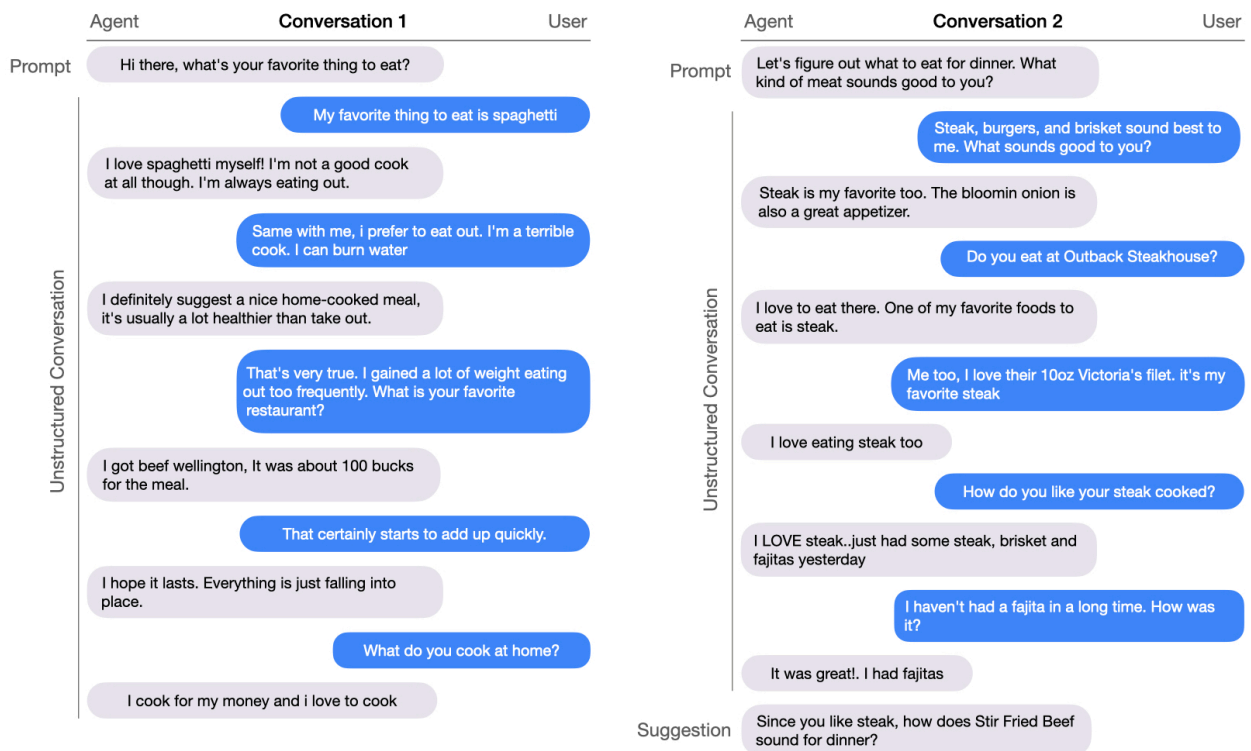 Agent
Conversation 1
User
Prompt
Hi there, what's your favorite thing to eat?
Unstructured Conversation
My favorite thing to eat is spaghetti
I love spaghetti myself! I'm not a good cook
at all though. I'm always eating out.
Same with me, i prefer to eat out. I'm a terrible
cook. I can burn water
I definitely suggest a nice home-cooked meal,
it's usually a lot healthier than take out.
That's very true. I gained a lot of weight eating
out too frequently. What is your favorite
restaurant?
I got beef wellington, It was about 100 bucks
for the meal.
That certainly starts to add up quickly.
I hope it lasts. Everything is just falling into
place.
What do you cook at home?
I cook for my money and i love to cook
Agent
Conversation 2
User
Prompt
Let's figure out what to eat for dinner. What
kind of meat sounds good to you?
Unstructured Conversation
Steak, burgers, and brisket sound best to
me. What sounds good to you?
Steak is my favorite too. The bloomin onion is
also a great appetizer.
Do you eat at Outback Steakhouse?
I love to eat there. One of my favorite foods to
eat is steak.
Me too, I love their 10oz Victoria's filet. it's my
favorite steak
I love eating steak too
How do you like your steak cooked?
I LOVE steak..just had some steak, brisket and
fajitas yesterday
I haven't had a fajita in a long time. How was
it?
It was great!. I had fajitas
Suggestion
Since you like steak, how does Stir Fried Beef
sound for dinner?